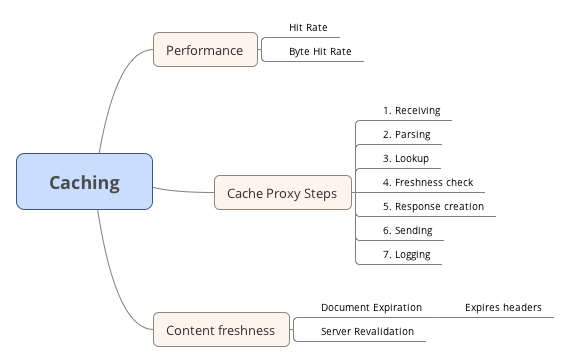 Caching
Performance
Hit Rate
Byte Hit Rate
Cache Proxy Steps
1. Receiving
2. Parsing
3. Lookup
4. Freshness check
5. Response creation
6. Sending
7. Logging
Content freshness
Document Expiration
Expires headers
Server Revalidation